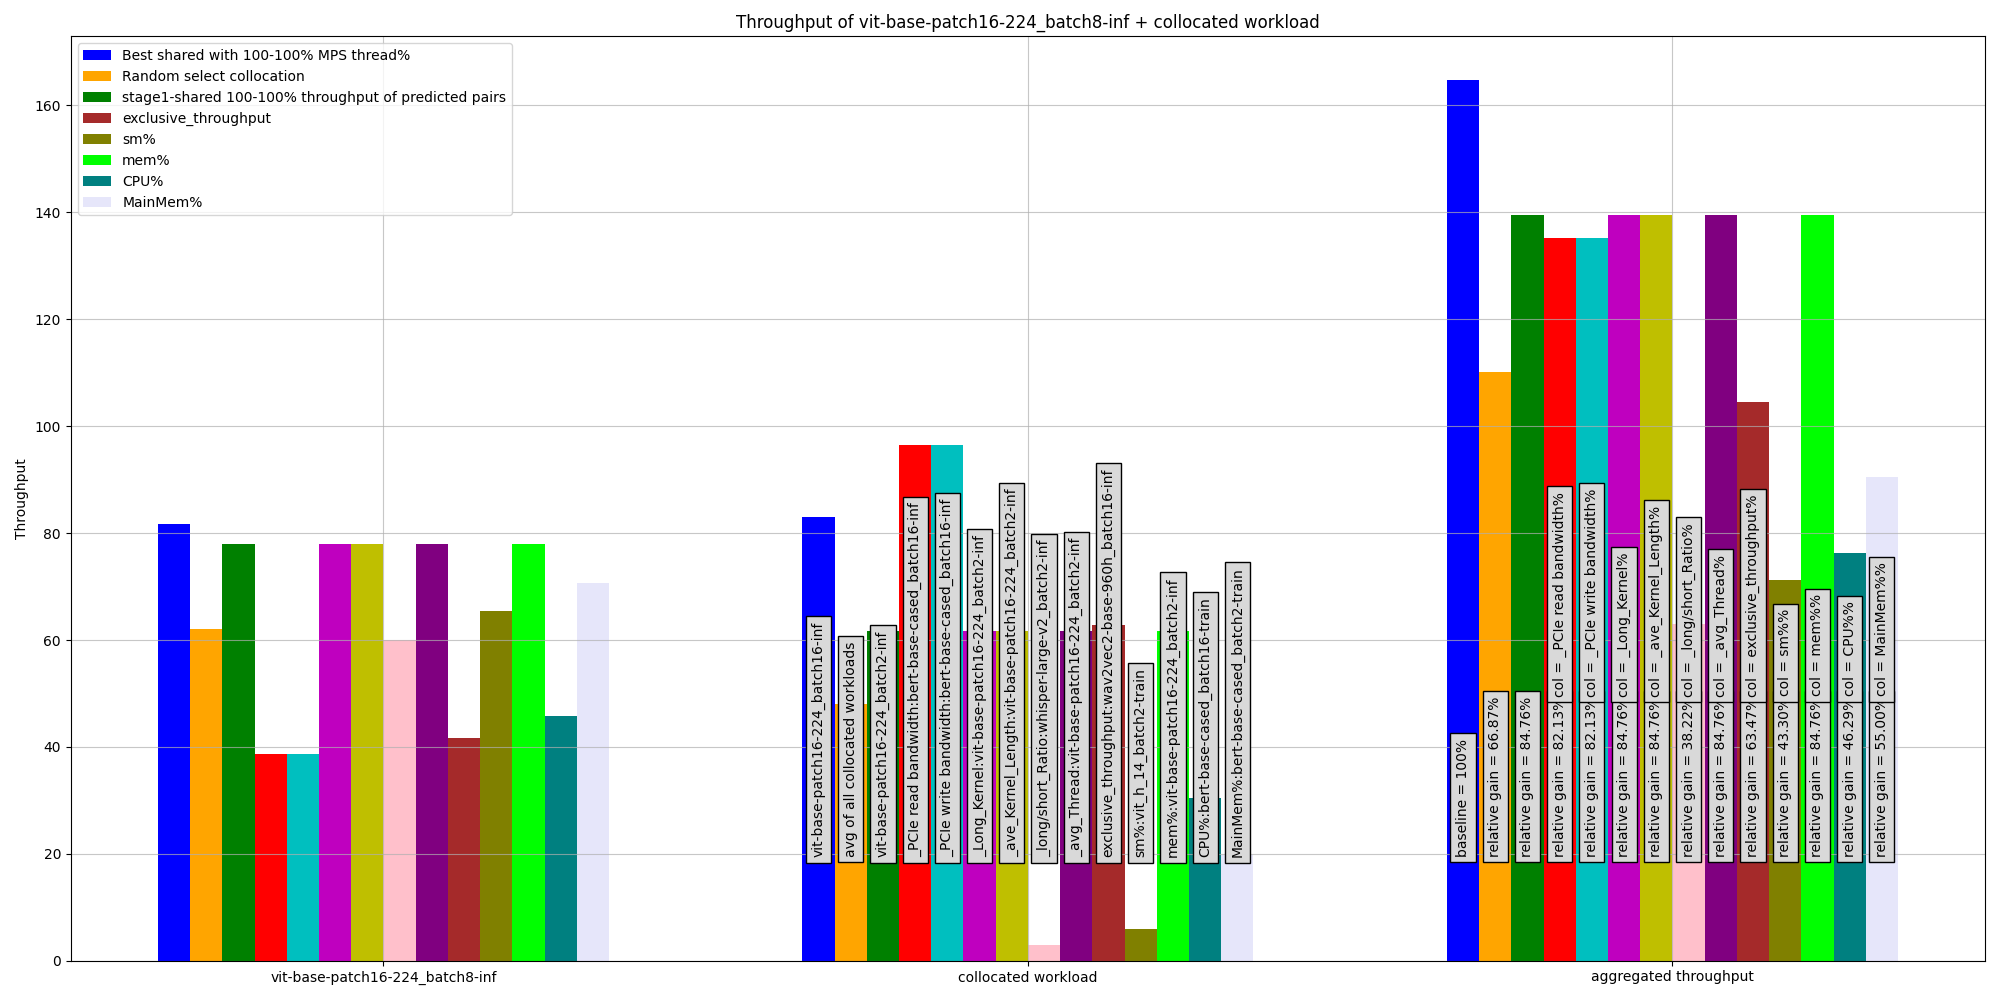 Throughput of vit-base-patch16-224_batch8-inf + collocated workload
Best shared with 100-100% MPS thread%
Random select collocation
stage1-shared 100-100% throughput of predicted pairs
exclusive_throughput
sm%
mem%
CPU%
MainMem%
Throughput
160
140
120
100
80
60
40
20
0
vit-base-patch16-224_batch16-inf
avg of all collocated workloads
vit-base-patch16-224_batch2-inf
_PCIe read bandwidth:bert-base-cased_batch16-inf
_PCIe write bandwidth:bert-base-cased_batch16-inf
_Long_Kernel:vit-base-patch16-224_batch2-inf
_ave_Kernel_Length:vit-base-patch16-224_batch2-inf
_long/short_Ratio:whisper-large-v2_batch2-inf
_avg_Thread:vit-base-patch16-224_batch2-inf
exclusive_throughput:wav2vec2-base-960h_batch16-inf
sm%:vit_h_14_batch2-train
mem%:vit-base-patch16-224_batch2-inf
CPU%:bert-base-cased_batch16-train
MainMem%:bert-base-cased_batch2-train
baseline = 100%
relative gain = 66.87%
relative gain = 84.76%
relative gain = 82.13%
col = _PCIe read bandwidth%
relative gain = 82.13%
col = _PCIe write bandwidth%
relative gain = 84.76%
col = _Long_Kernel%
relative gain = 84.76%
col = _ave_Kernel_Length%
relative gain = 38.22%
col = _long/short_Ratio%
relative gain = 84.76%
col = _avg_Thread%
relative gain = 63.47%
col = exclusive_throughput%
relative gain = 43.30%
col = sm%%
relative gain = 84.76%
col = mem%%
relative gain = 46.29%
col = CPU%%
relative gain = 55.00%
col = MainMem%%
vit-base-patch16-224_batch8-inf
collocated workload
aggregated throughput